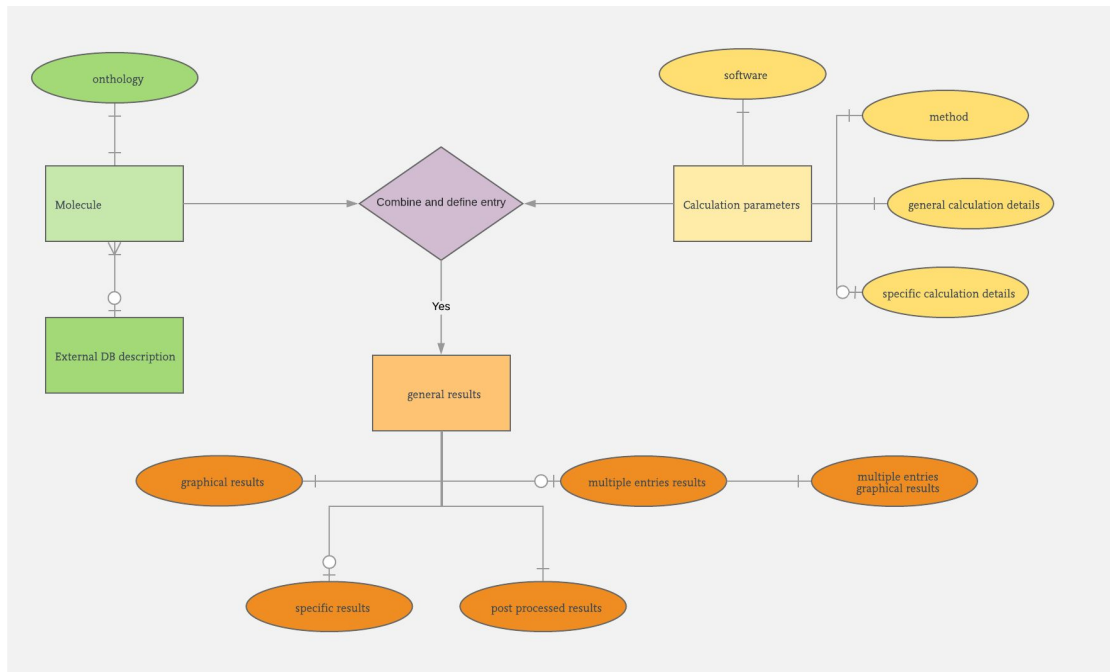 onthology
software
method
Molecule
Combine and define entry
Calculation parameters
general calculation details
specific calculation details
Yes
External DB description
general results
graphical results
multiple entries results
multiple entries
graphical results
specific results
post processed results